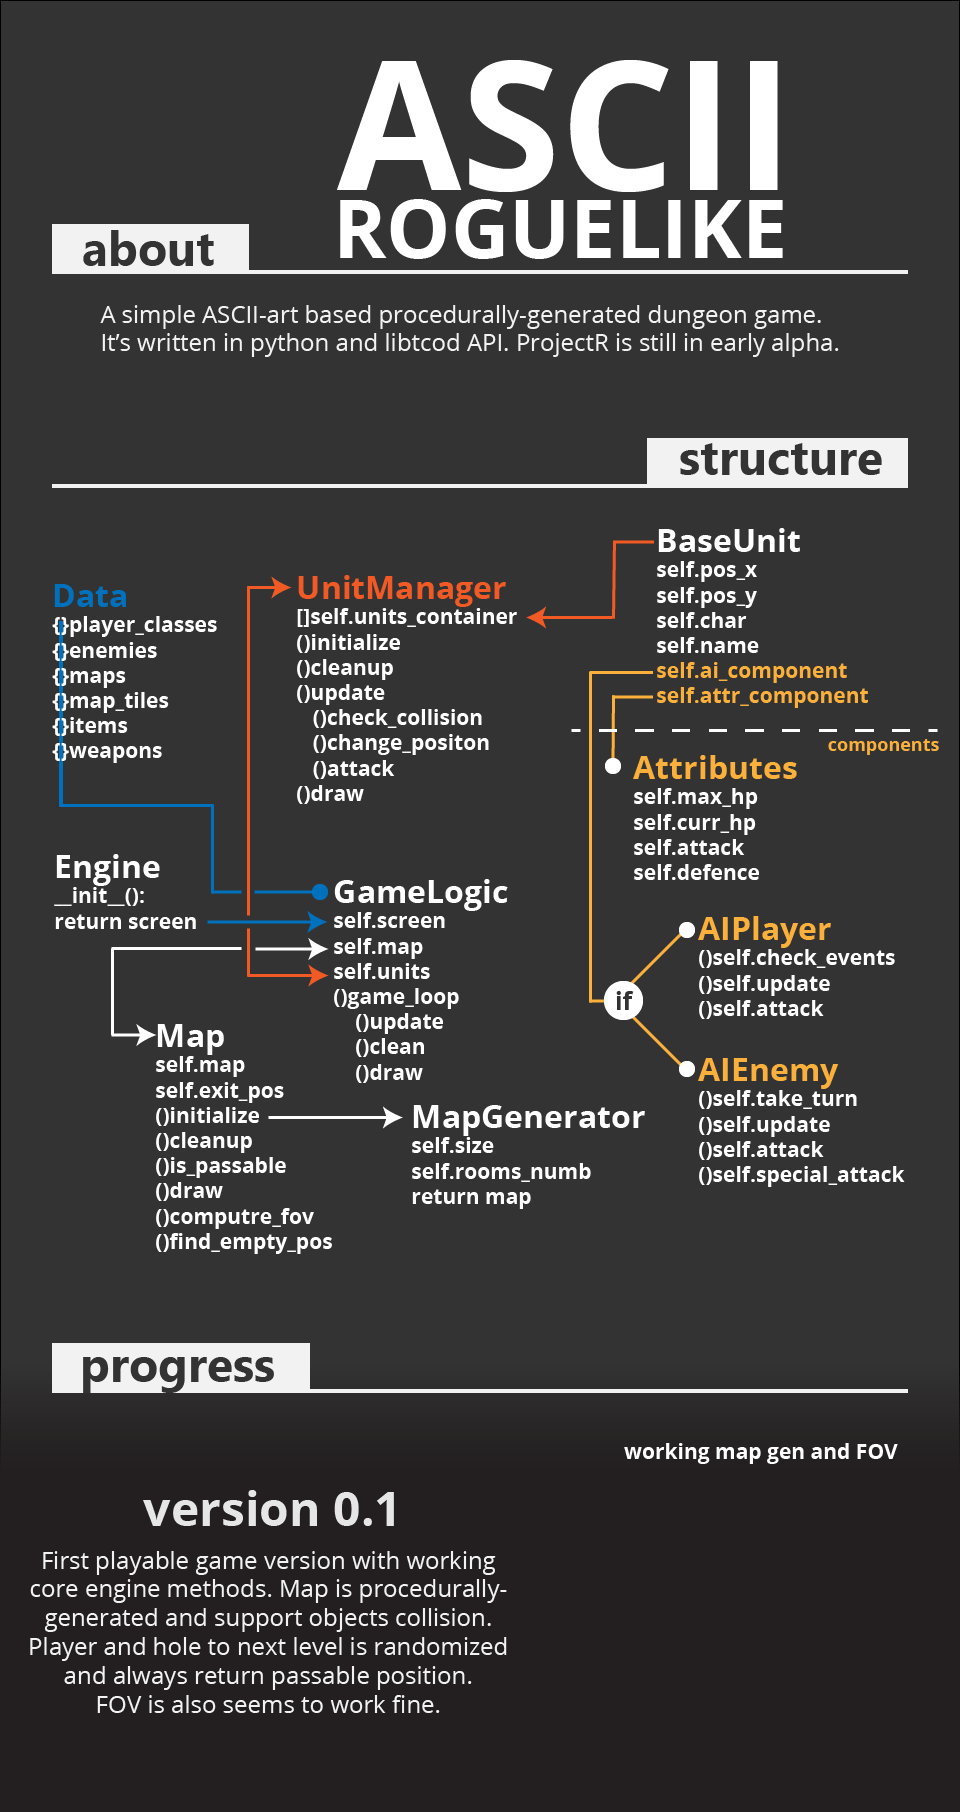 ASCII
ROGUELIKE
about
A simple ASCII-art based procedurally-generated dungeon game.
It's written in python and libtcod API. ProjectR is still in early alpha.
structure
Data
{}player_classes
{}enemies
{}maps
{}map_tiles
{}items
{}weapons
UnitManager
[]self.units_container
()initialize
()cleanup
()update
()check_collision
()change_positon
()attack
()draw
BaseUnit
self.pos_x
self.pos_y
self.char
self.name
self.ai_component
self.attr_component
components
Attributes
self.max_hp
self.curr_hp
self.attack
self.defence
Engine
__init__():
return screen
GameLogic
self.screen
self.map
self.units
()game_loop
()update
()clean
()draw
if
AIPlayer
()self.check_events
()self.update
()self.attack
AIEnemy
()self.take_turn
()self.update
()self.attack
()self.special_attack
Map
self.map
self.exit_pos
()initialize
()cleanup
()is_passable
()draw
()computre_fov
()find_empty_pos
MapGenerator
self.size
self.rooms_numb
return map
progress
working map gen and FOV
version 0.1
First playable game version with working
core engine methods. Map is procedurally-
generated and support objects collision.
Player and hole to next level is randomized
and always return passable position.
FOV is also seems to work fine.